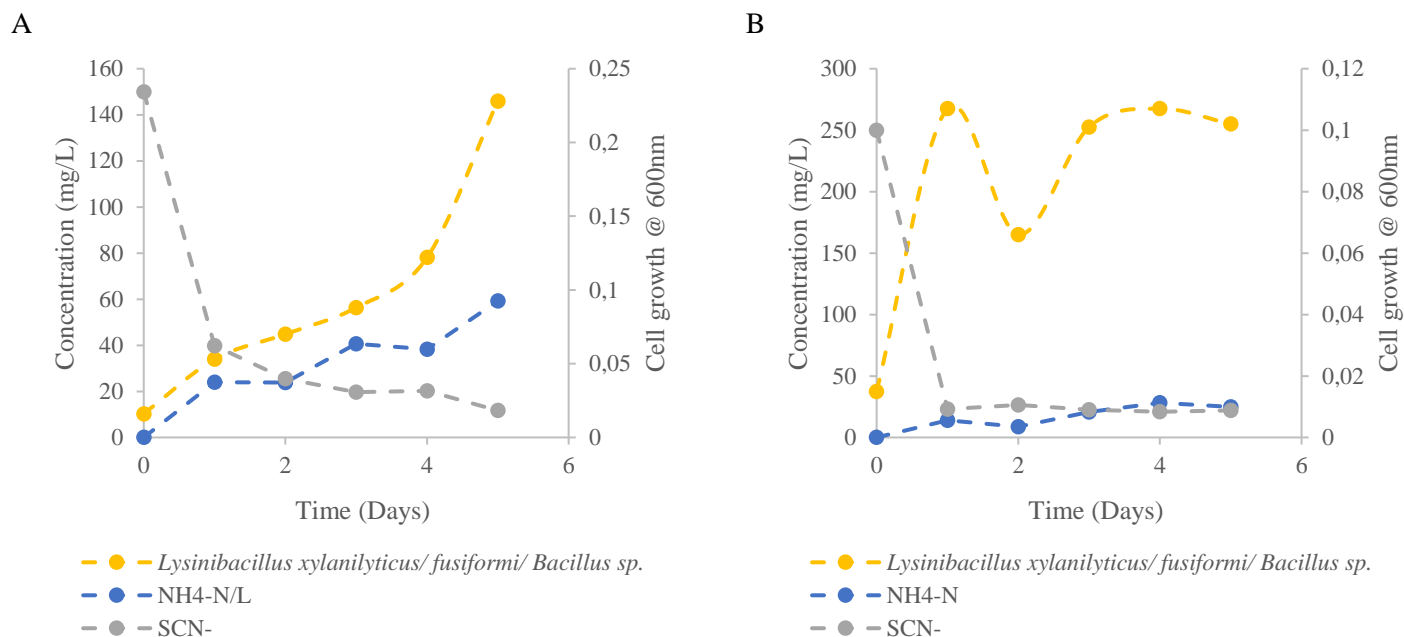 A
160
140
120
100
80
60
40
20
0
Concentration (mg/L)
0,25
0,2
0,15
0,1
0,05
0
Cell growth @ 600nm
0 2 4 6
Time (Days)
Lysinibacillus xylanilyticus/ fusiformi/ Bacillus sp.
NH4-N/L
SCN-
B
300
250
200
150
100
50
0
Concentration (mg/L)
0,12
0,1
0,08
0,06
0,04
0,02
0
Cell growth @ 600nm
0 2 4 6
Time (Days)
Lysinibacillus xylanilyticus/ fusiformi/ Bacillus sp.
NH4-N
SCN-